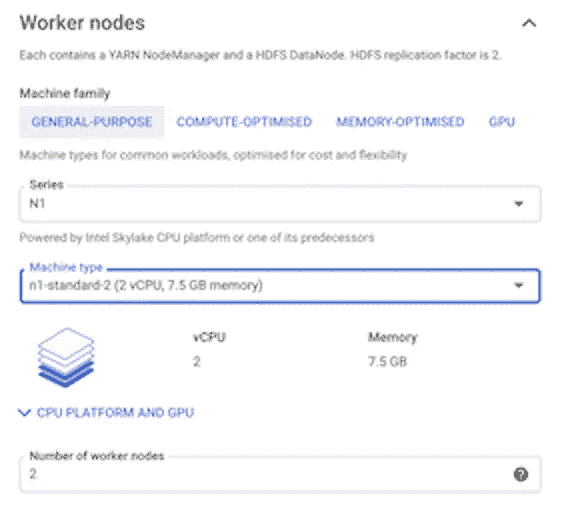 Worker nodes
Each contains a YARN NodeManager and a HDFS DataNode. HDFS replication factor is 2.
Machine family
GENERAL-PURPOSE COMPUTE-OPTIMISED MEMORY-OPTIMISED GPU
Machine types for common workloads, optimised for cost and flexibility
Series
N1
Powered by Intel Skylake CPU platform or one of its predecessors
Machine type
n1-standard-2 (2 vCPU, 7.5 GB memory)
vCPU Memory
2 7.5 GB
CPU PLATFORM AND GPU
Number of worker nodes
2